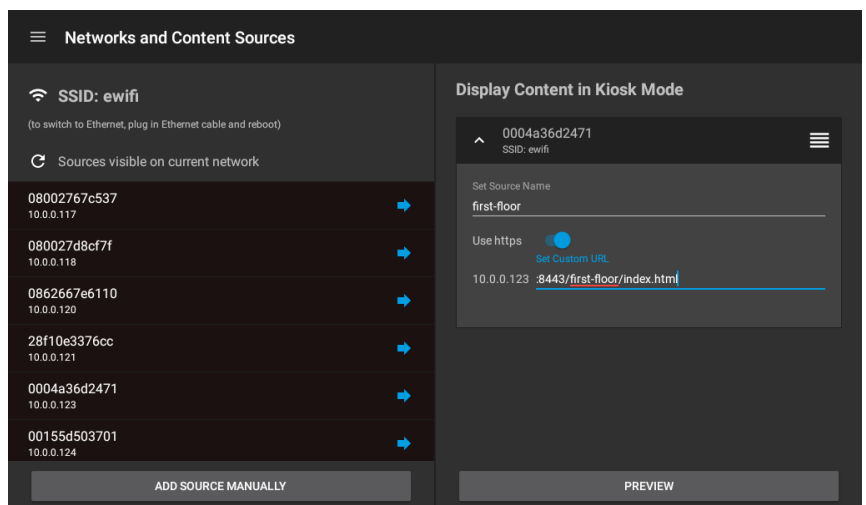 Networks and Content Sources
SSID: ewifi
(to switch to Ethernet, plug in Ethernet cable and reboot)
Sources visible on current network
08002767c537
10.0.0.117
080027d8cf7f
10.0.0.118
0862667e6110
10.0.0.120
28f10e3376cc
10.0.0.121
0004a36d2471
10.0.0.123
00155d503701
10.0.0.124
ADD SOURCE MANUALLY
Display Content in Kiosk Mode
0004a36d2471
SSID: ewifi
Set Source Name
first-floor
Use https
Set Custom URL
10.0.0.123 :8443/first-floor/index.html
PREVIEW